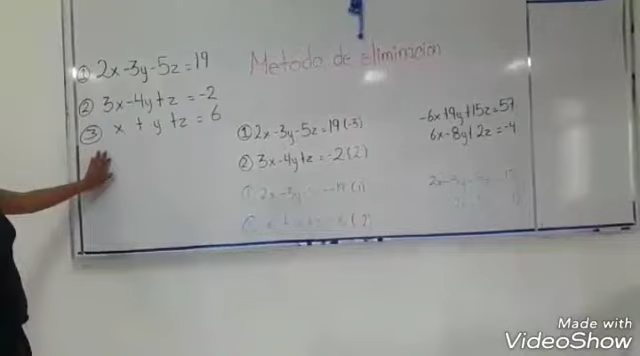 ① 2x-3y-5z=19
② 3x-4y+z=-2
③ x + y + z = 6
Metodo de eliminacion
① 2x-3y-5z=19(-3)
② 3x-4y+z=-2(2)
-6x+9y+15z=57
6x-8y+2z=-4
Made with
VideoShow